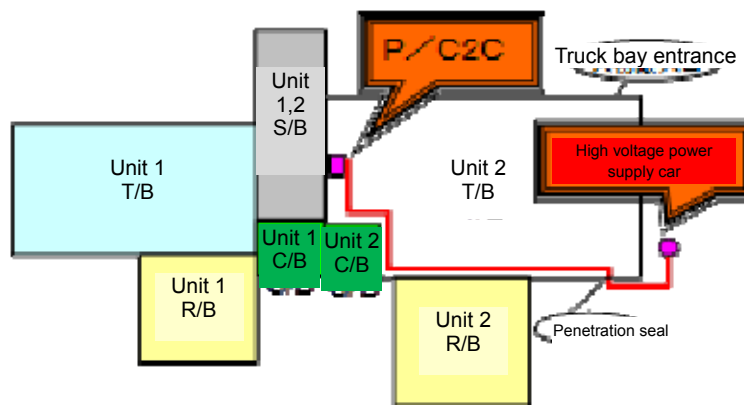 P／C2C
Truck bay entrance
Unit
1,2
S/B
Unit 1
T/B
Unit 2
T/B
High voltage power
supply car
Unit 1
C/B
Unit 2
C/B
Unit 1
R/B
Unit 2
R/B
Penetration seal